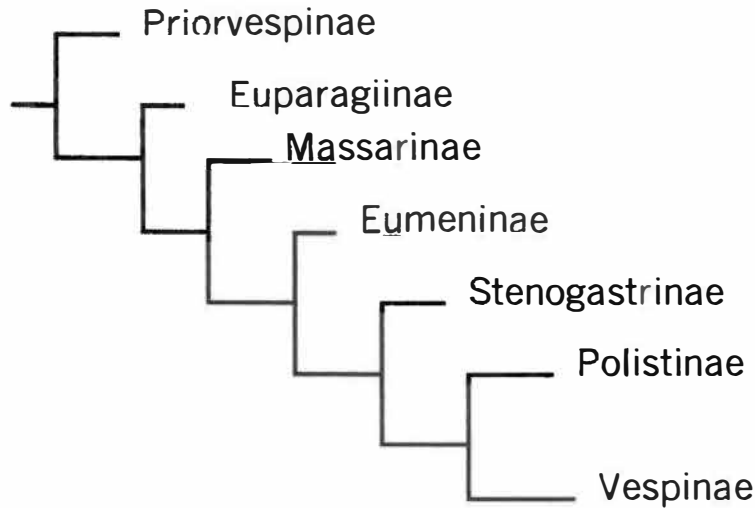 Priorvespinae
Euparagiinae
Massarinae
Eumeninae
Stenogastrinae
Polistinae
Vespinae